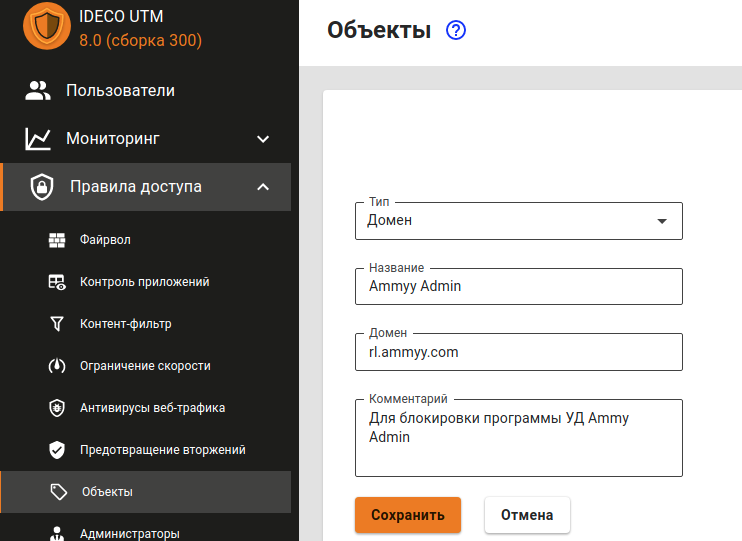 IDECO UTM
8.0 (сборка 300)
Пользователи
Мониторинг
Правила доступа
Файрвол
Контроль приложений
Контент-фильтр
Ограничение скорости
Антивирусы веб-трафика
Предотвращение вторжений
Объекты
Администраторы
Объекты
Тип
Домен
Название
Ammyy Admin
Домен
rl.ammyy.com
Комментарий
Для блокировки программы УД Ammy
Admin
Сохранить
Отмена